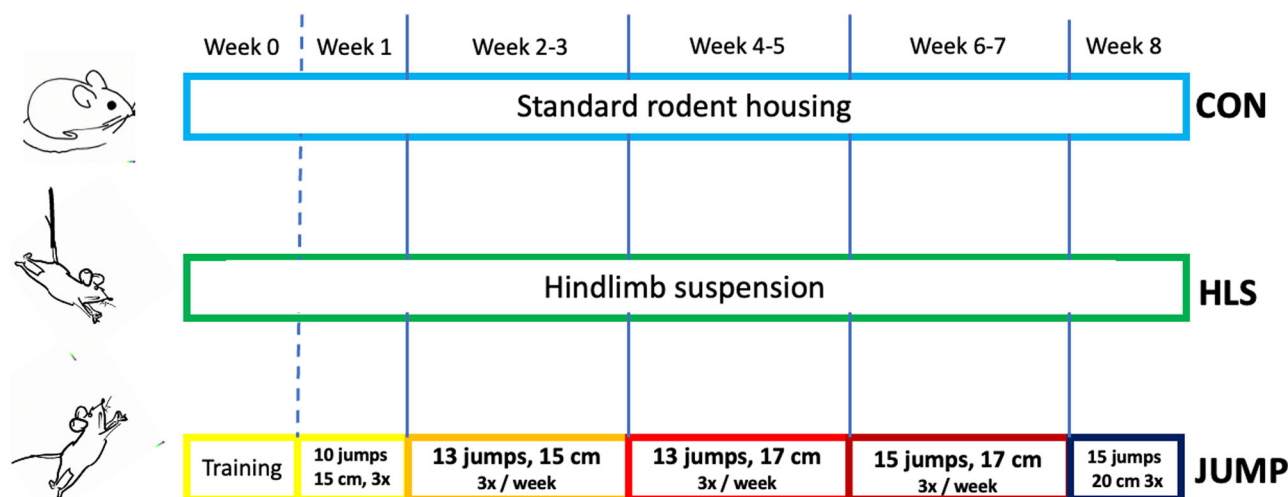 Week 0 Week 1 Week 2-3 Week 4-5 Week 6-7 Week 8
Standard rodent housing CON
Hindlimb suspension HLS
Training 10 jumps 13 jumps, 15 cm 13 jumps, 17 cm 15 jumps, 17 cm 15 jumps JUMP
15 cm, 3x 3x / week 3x / week 3x / week 20 cm 3x